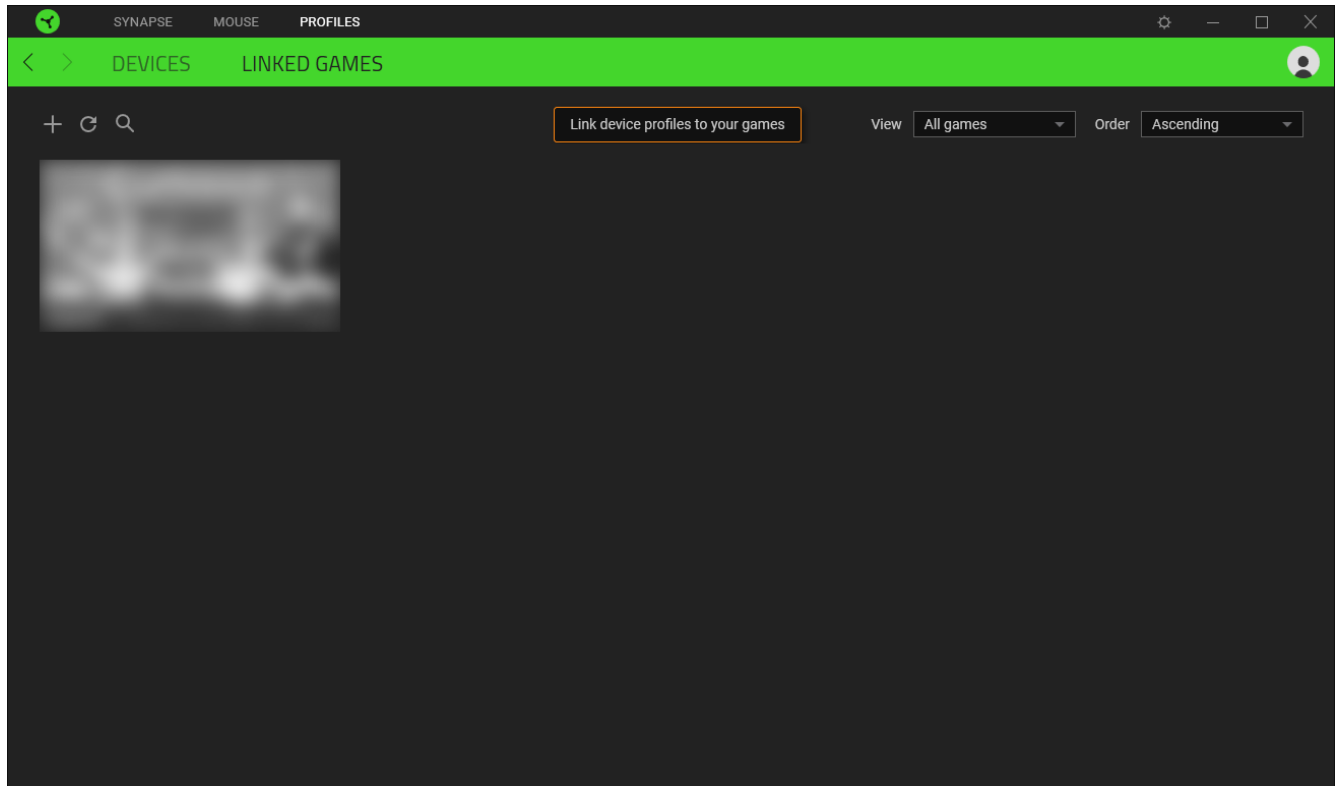 SYNAPSE MOUSE PROFILES
DEVICES LINKED GAMES
Link device profiles to your games View All games Order Ascending